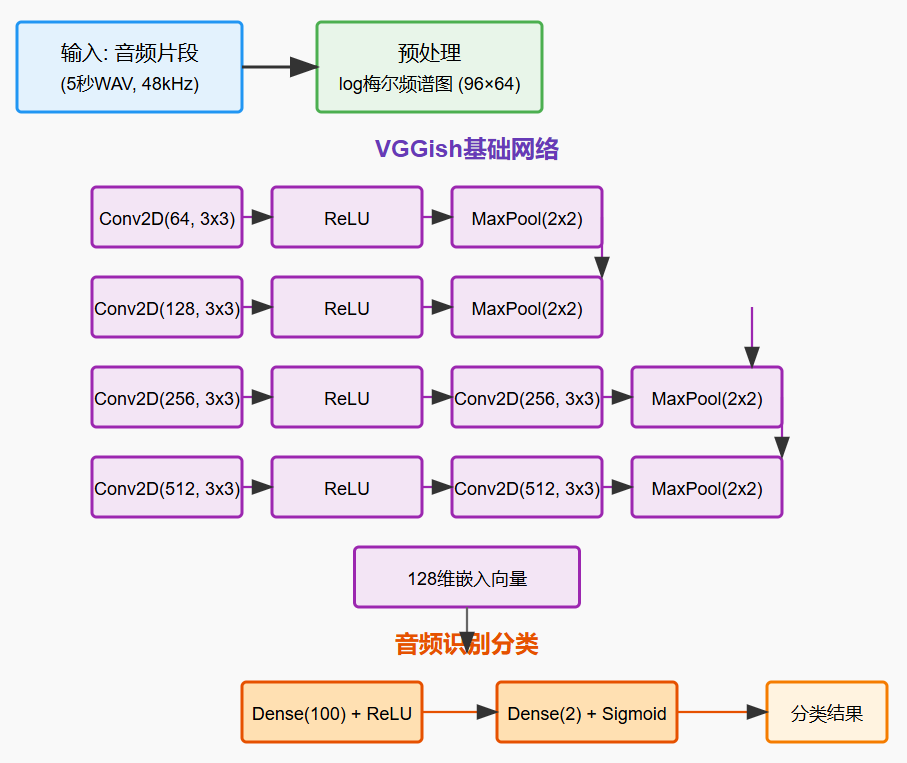 输入: 音频片段
(5秒WAV, 48kHz)
预处理
log梅尔频谱图 (96×64)
VGGish基础网络
Conv2D(64, 3x3)
ReLU
MaxPool(2x2)
Conv2D(128, 3x3)
ReLU
MaxPool(2x2)
Conv2D(256, 3x3)
ReLU
Conv2D(256, 3x3)
MaxPool(2x2)
Conv2D(512, 3x3)
ReLU
Conv2D(512, 3x3)
MaxPool(2x2)
128维嵌入向量
音频识别分类
Dense(100) + ReLU
Dense(2) + Sigmoid
分类结果